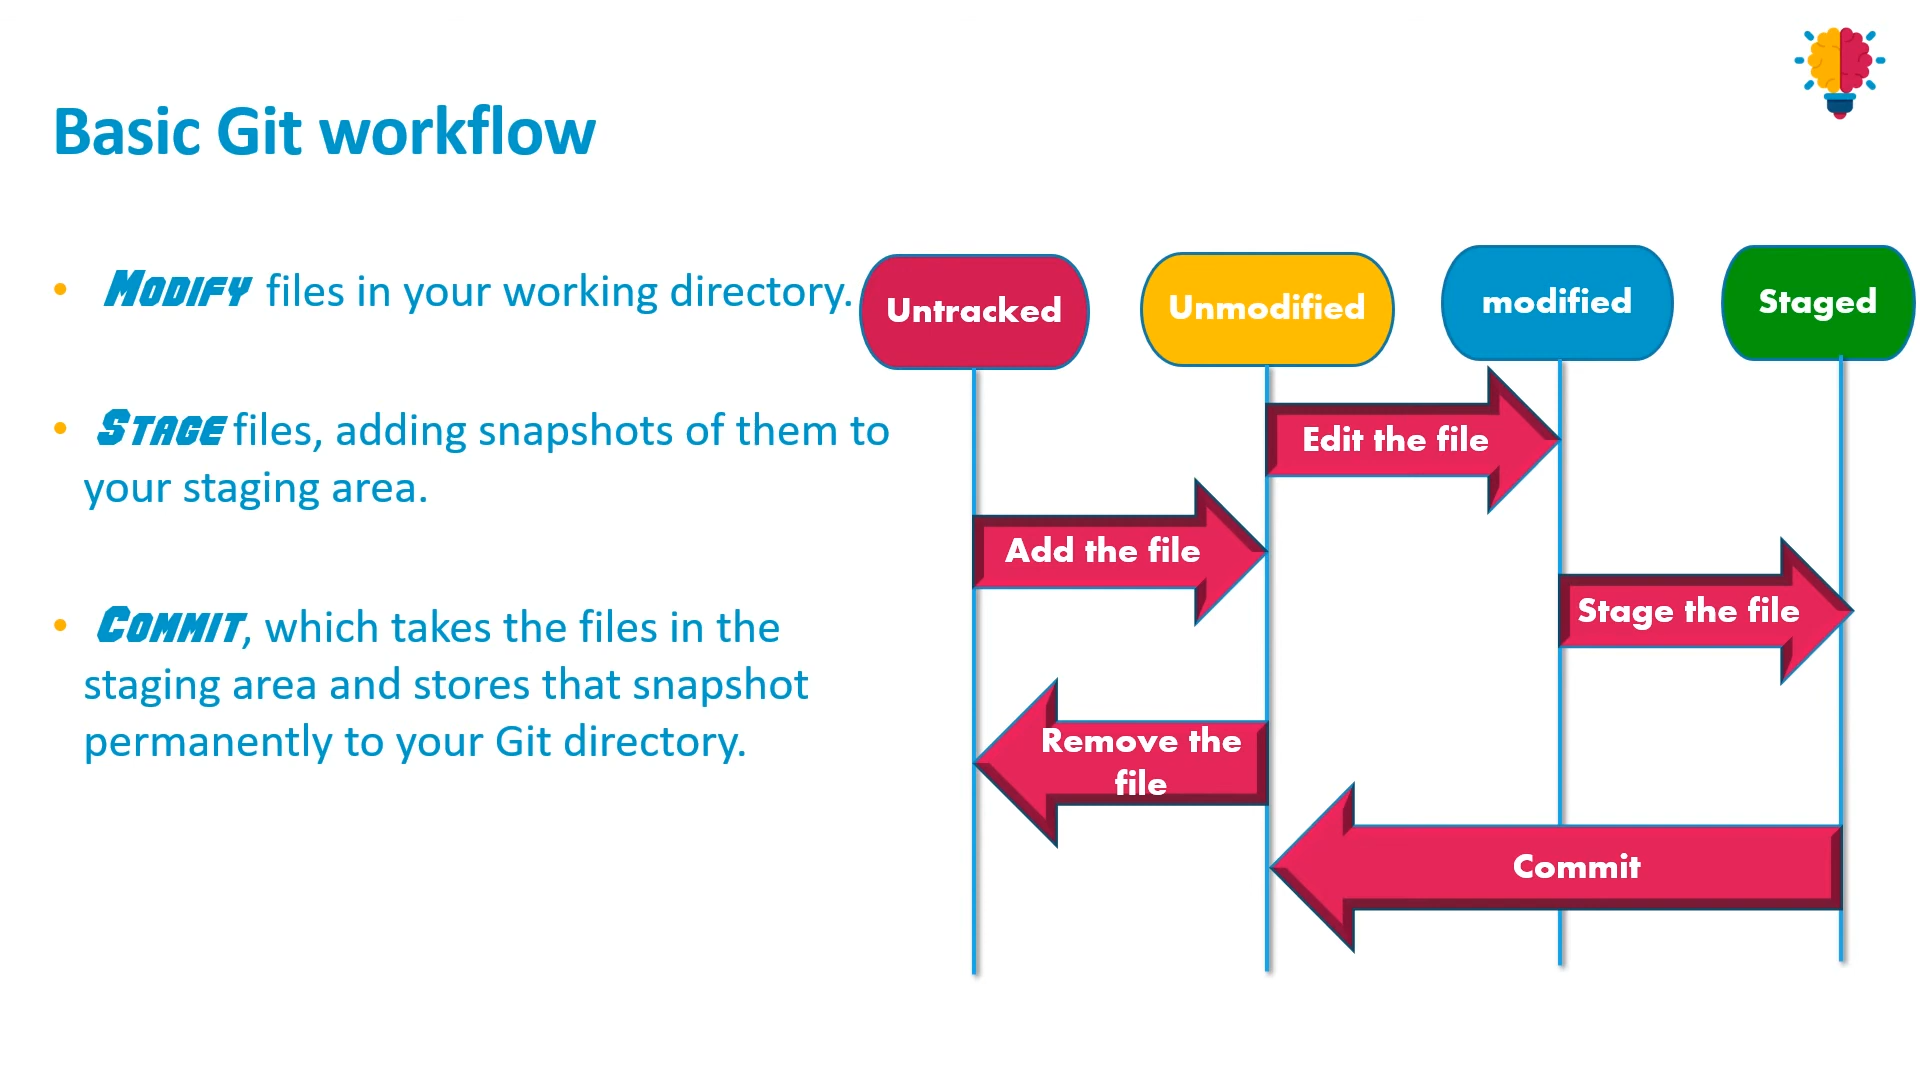 Basic Git workflow
• Modify files in your working directory.
• Stage files, adding snapshots of them to
your staging area.
• Commit, which takes the files in the
staging area and stores that snapshot
permanently to your Git directory.
Untracked
Unmodified
modified
Staged
Edit the file
Add the file
Stage the file
Remove the
file
Commit